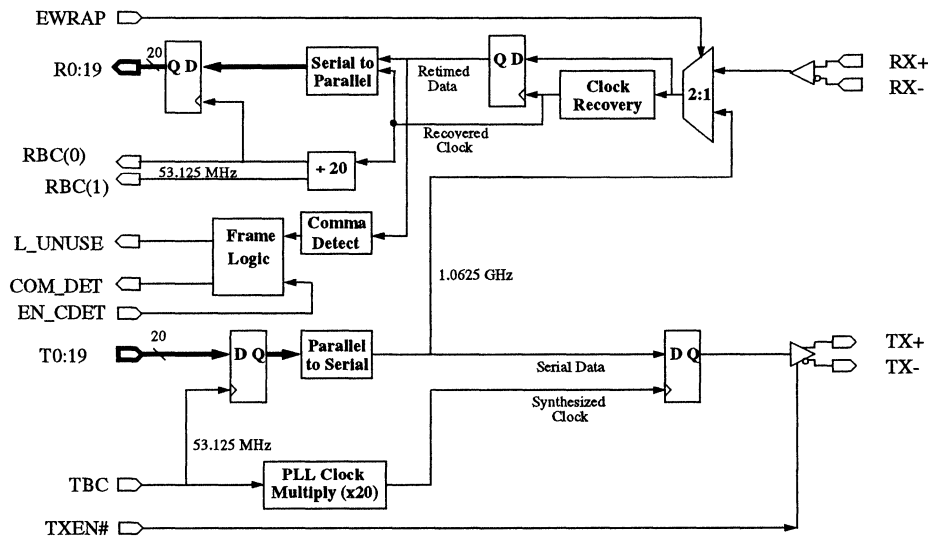 EWRAP
R0:19
20
Q D
Serial to
Parallel
Retimed
Data
Q D
Clock
Recovery
2:1
RX+
RX-
Recovered
Clock
RBC(0)
53.125 MHz
RBC(1)
÷ 20
L_UNUSE
Frame
Logic
Comma
Detect
COM_DET
EN_CDET
1.0625 GHz
T0:19
20
D Q
Parallel
to Serial
Serial Data
D Q
TX+
TX-
Synthesized
Clock
53.125 MHz
TBC
PLL Clock
Multiply (x20)
TXEN#